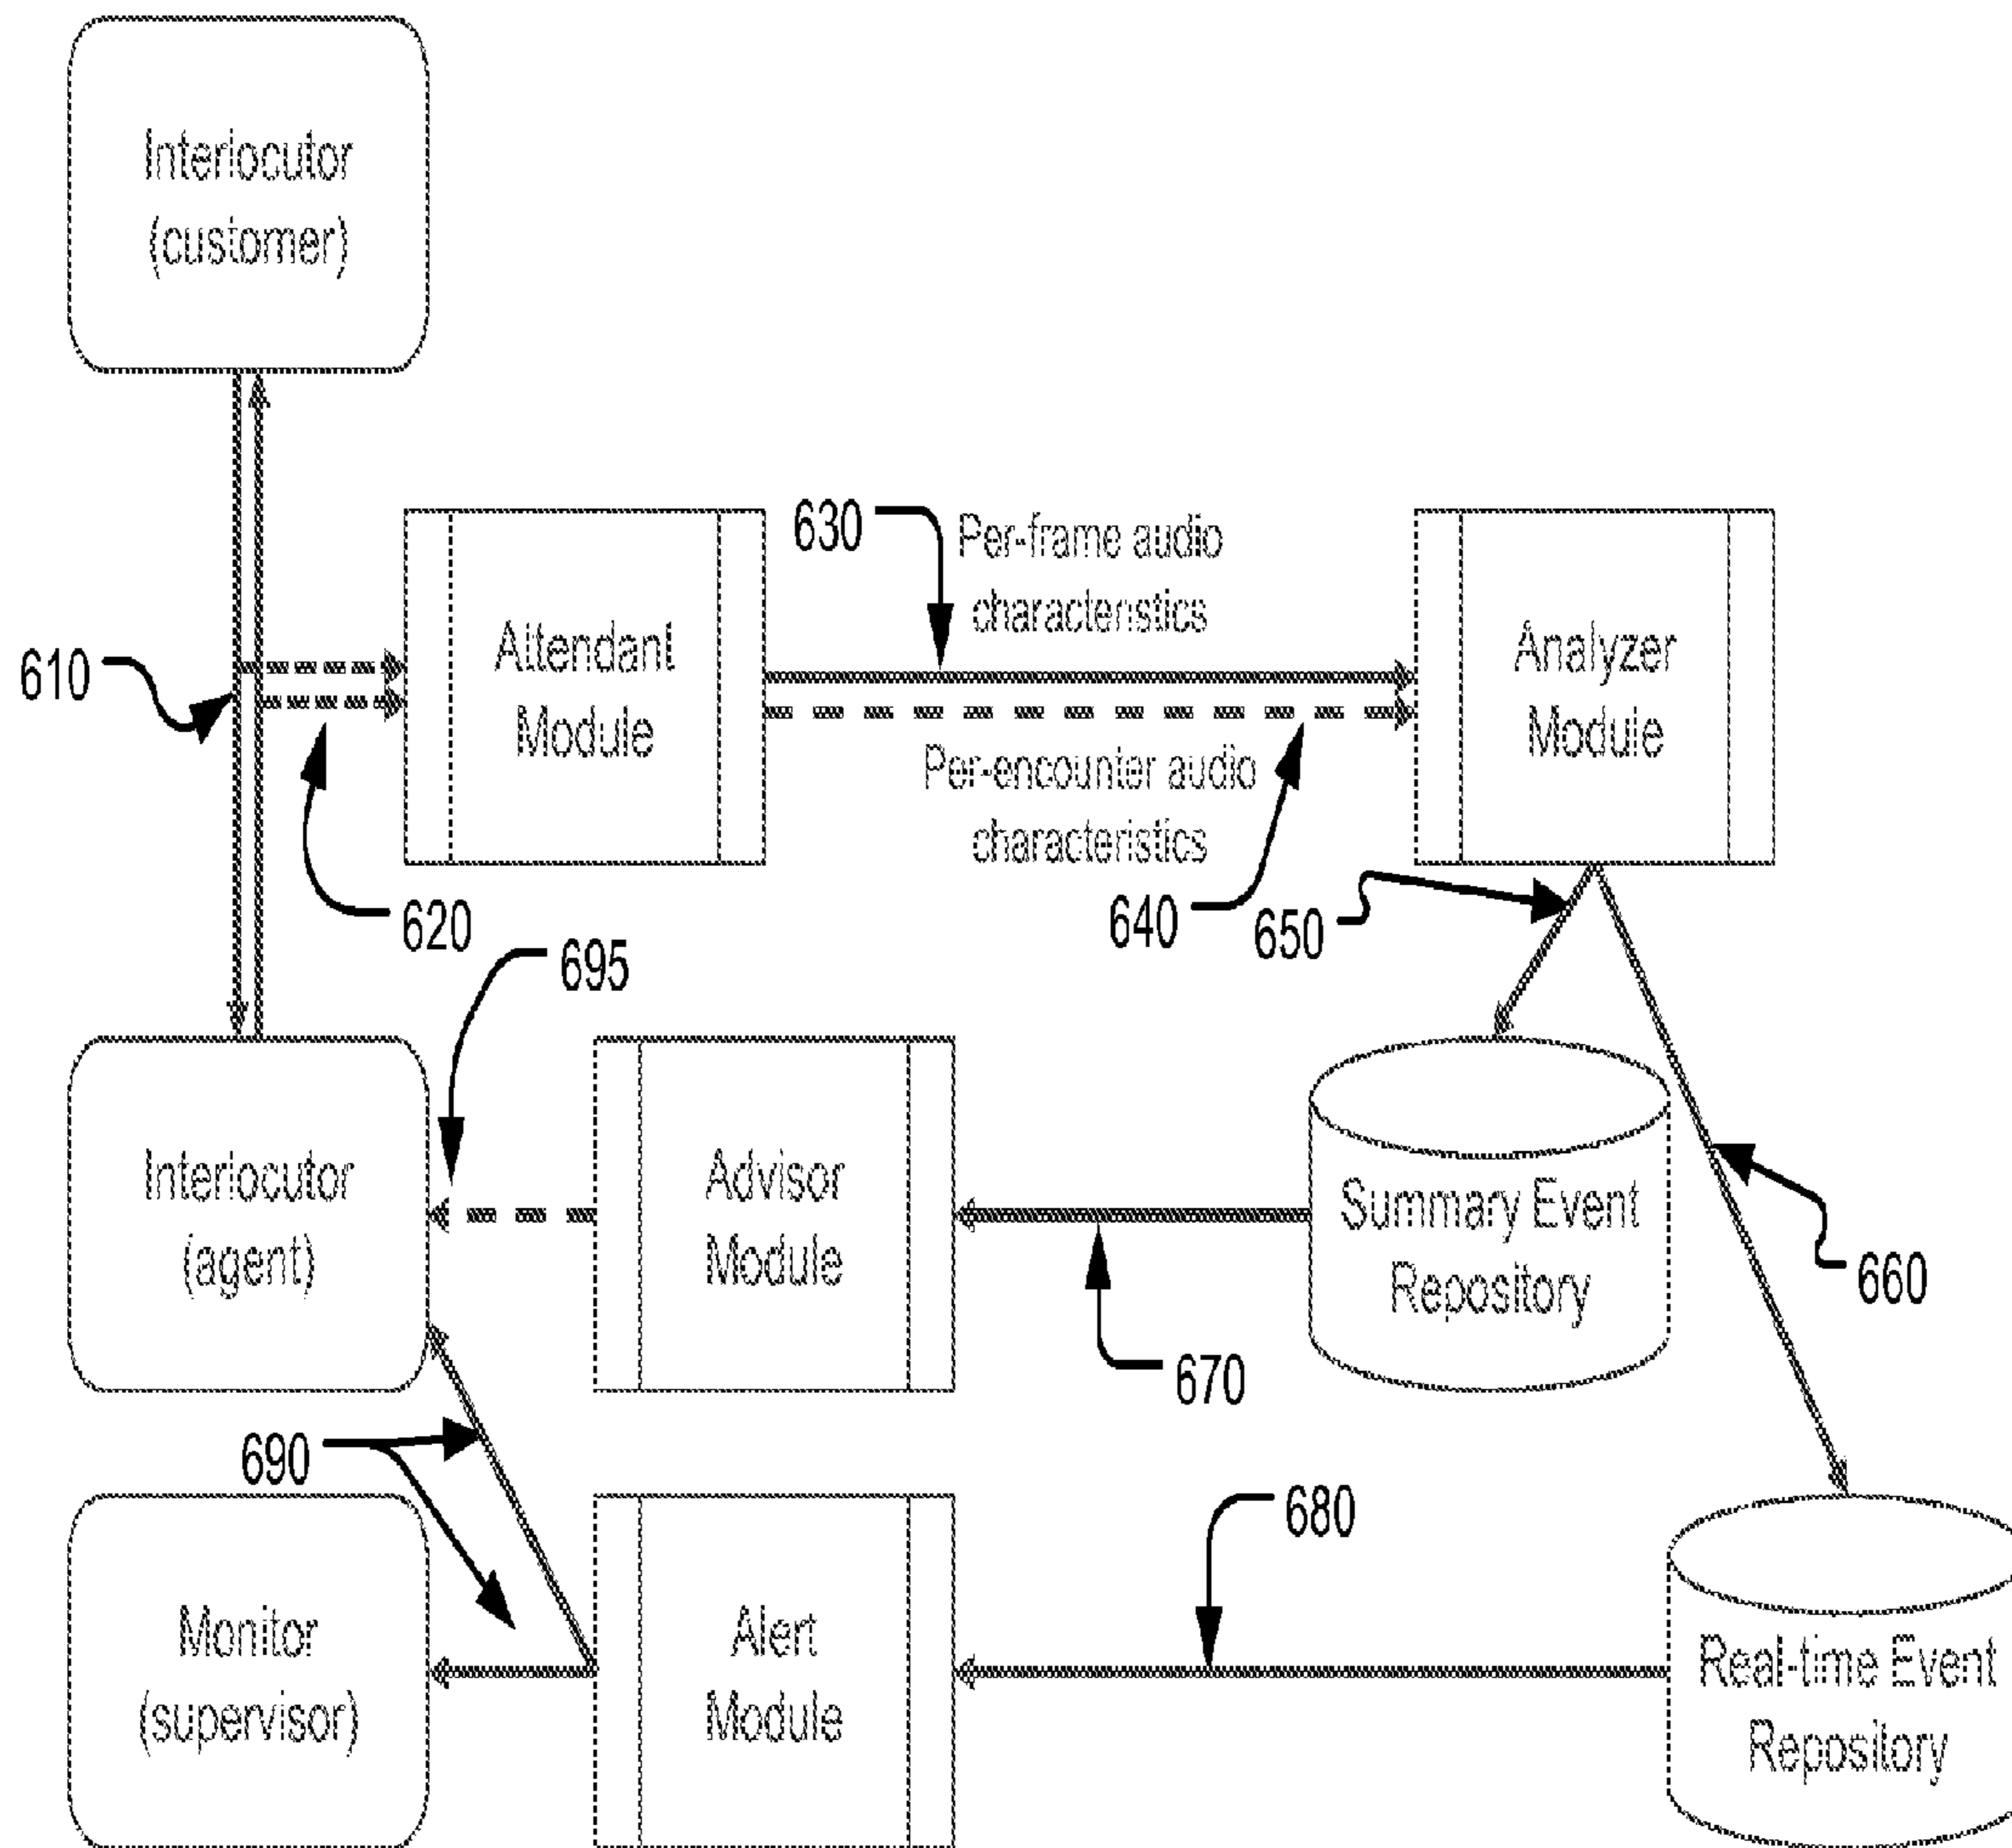 Interlocutor
(customer)
630
Per-frame audio
characteristics
610
Attendant
Module
Analyzer
Module
Per-encounter audio
characteristics
620
640
650
695
Interlocutor
(agent)
Advisor
Module
Summary Event
Repository
660
670
690
680
Monitor
(supervisor)
Alert
Module
Real-time Event
Repository